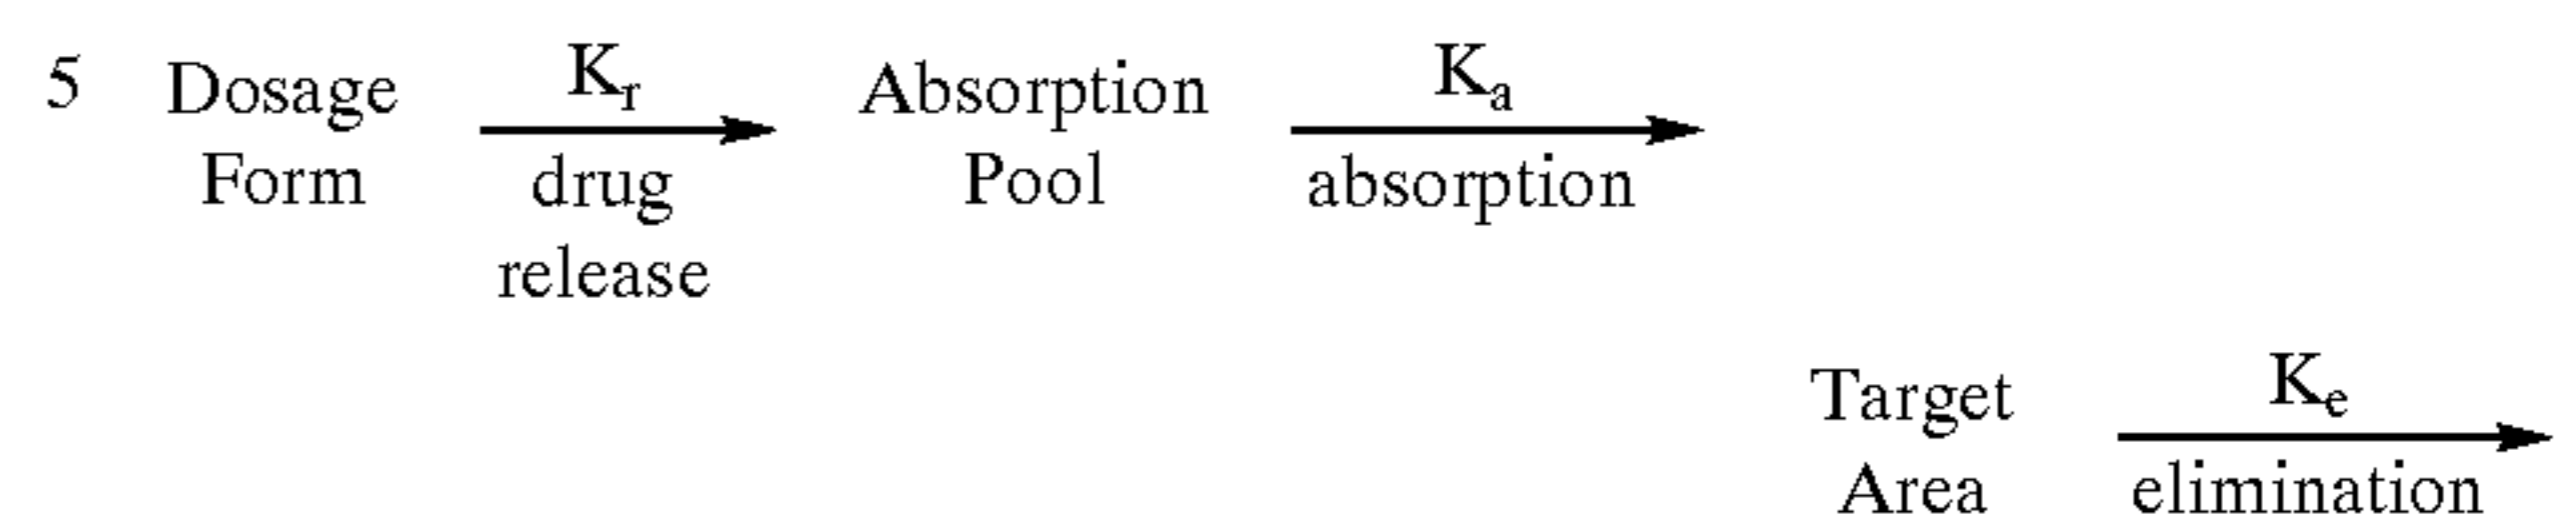 5 Dosage Form
K_r
drug release
Absorption Pool
K_a
absorption
Target Area
K_e
elimination